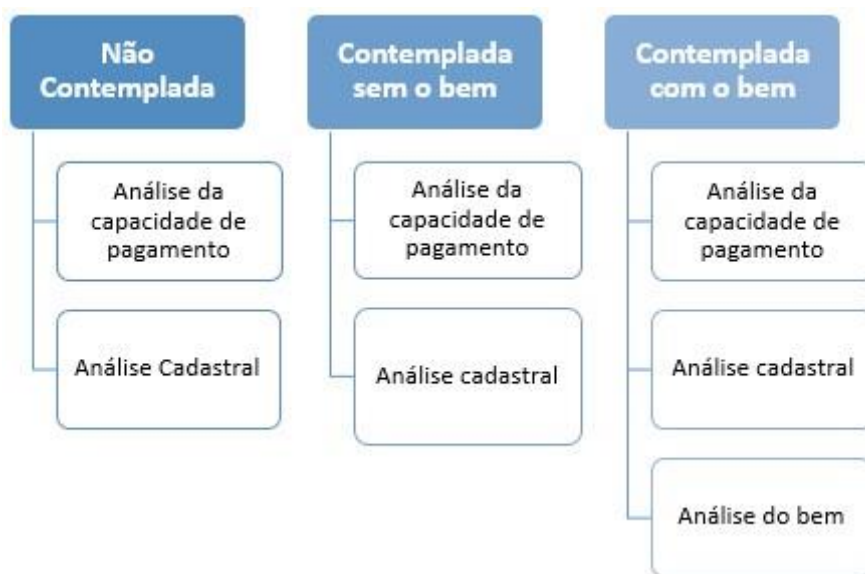 Não
Contemplada
Análise da
capacidade de
pagamento
Análise Cadastral
Contemplada
sem o bem
Análise da
capacidade de
pagamento
Análise cadastral
Contemplada
com o bem
Análise da
capacidade de
pagamento
Análise cadastral
Análise do bem